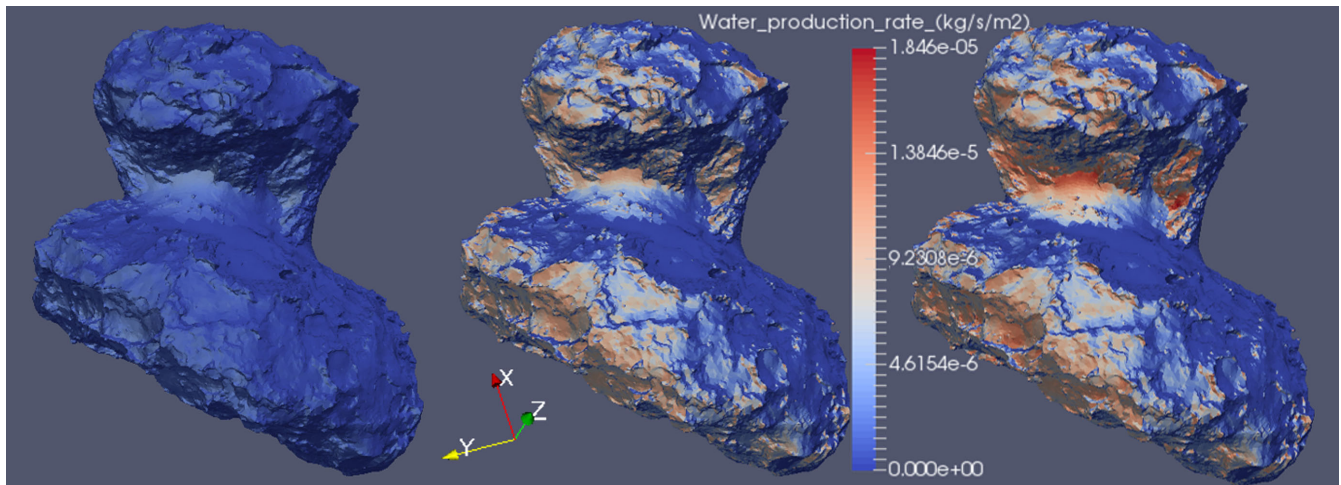 Water_production_rate_(kg/s/m2)
1.846e-05
1.3846e-5
9.2308e-6
4.6154e-6
0.000e+00
X
Z
Y